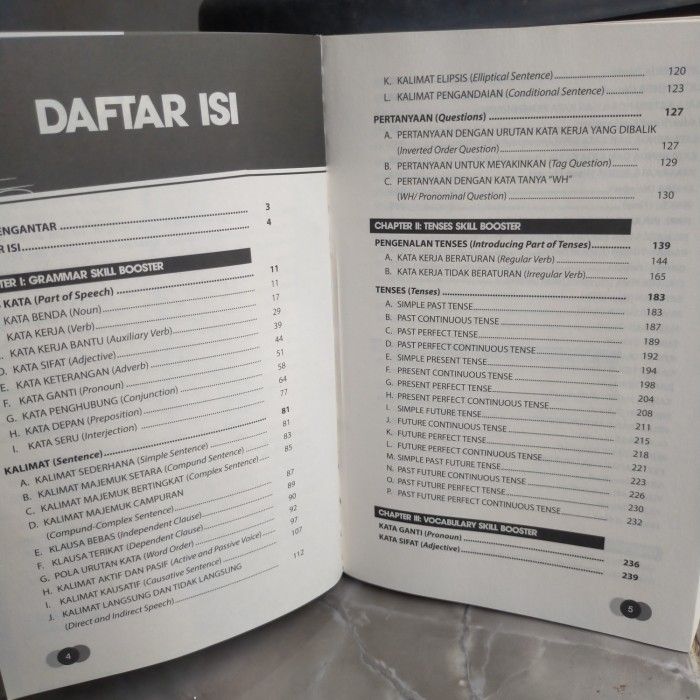 DAFTAR ISI
ENGANTAR 3
R ISI 4
TER I: GRAMMAR SKILL BOOSTER
KATA (Part of Speech) 11
KATA BENDA (Noun) 11
KATA KERJA (Verb) 17
KATA KERJA BANTU (Auxiliary Verb) 29
D. KATA SIFAT (Adjective) 39
E. KATA KETERANGAN (Adverb) 44
F. KATA GANTI (Pronoun) 51
G. KATA PENGHUBUNG (Conjunction) 58
H. KATA DEPAN (Preposition) 64
I. KATA SERU (Interjection) 77
KALIMAT (Sentence) 81
A. KALIMAT SEDERHANA (Simple Sentence) 81
B. KALIMAT MAJEMUK SETARA (Compund Sentence) 83
C. KALIMAT MAJEMUK BERTINGKAT (Complex Sentence) 85
D. KALIMAT MAJEMUK CAMPURAN
(Compund-Complex Sentence) 87
E. KLAUSA BEBAS (Independent Clause) 89
F. KLAUSA TERIKAT (Dependent Clause) 90
G. POLA URUTAN KATA (Word Order) 92
H. KALIMAT AKTIF DAN PASIF (Active and Passive Voice) 97
I. KALIMAT KAUSATIF (Causative Sentence) 107
J. KALIMAT LANGSUNG DAN TIDAK LANGSUNG
(Direct and Indirect Speech) 112
4
K. KALIMAT ELIPSIS (Elliptical Sentence) 120
L. KALIMAT PENGANDAIAN (Conditional Sentence) 123
PERTANYAAN (Questions) 127
A. PERTANYAAN DENGAN URUTAN KATA KERJA YANG DIBALIK
(Inverted Order Question) 127
B. PERTANYAAN UNTUK MEYAKINKAN (Tag Question) 129
C. PERTANYAAN DENGAN KATA TANYA "WH"
(WH/ Pronominal Question) 130
CHAPTER II: TENSES SKILL BOOSTER
PENGENALAN TENSES (Introducing Part of Tenses) 139
A. KATA KERJA BERATURAN (Regular Verb) 144
B. KATA KERJA TIDAK BERATURAN (Irregular Verb) 165
TENSES (Tenses) 183
A. SIMPLE PAST TENSE 183
B. PAST CONTINUOUS TENSE 187
C. PAST PERFECT TENSE 189
D. PAST PERFECT CONTINUOUS TENSE 192
E. SIMPLE PRESENT TENSE 194
F. PRESENT CONTINUOUS TENSE 198
G. PRESENT PERFECT TENSE 204
H. PRESENT PERFECT CONTINUOUS TENSE 208
I. SIMPLE FUTURE TENSE 211
J. FUTURE CONTINUOUS TENSE 215
K. FUTURE PERFECT TENSE 218
L. FUTURE PERFECT CONTINUOUS TENSE 221
M. SIMPLE PAST FUTURE TENSE 223
N. PAST FUTURE CONTINUOUS TENSE 226
O. PAST FUTURE PERFECT TENSE 230
P. PAST FUTURE PERFECT CONTINUOUS TENSE 232
CHAPTER III: VOCABULARY SKILL BOOSTER
KATA GANTI (Pronoun) 236
KATA SIFAT (Adjective) 239
5